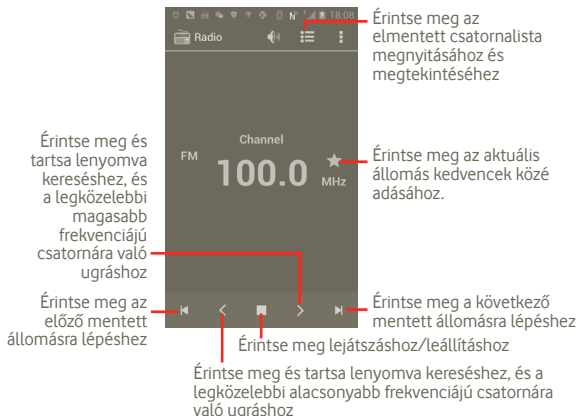 18:08
Radio
Érintse meg az
elmentett csatornalista
megnyitásához és
megtekintéséhez
Érintse meg és
tartsa lenyomva
kereséshez, és
a legközelebbi
magasabb
frekvenciájú
csatornára való
ugráshoz
Channel
FM
100.0
MHz
Érintse meg az aktuális
állomás kedvencek közé
adásához.
Érintse meg az
előző mentett
állomásra lépéshez
Érintse meg a következő
mentett állomásra lépéshez
Érintse meg lejátszáshoz/leállításhoz
Érintse meg és tartsa lenyomva kereséshez, és a
legközelebbi alacsonyabb frekvenciájú csatornára
való ugráshoz